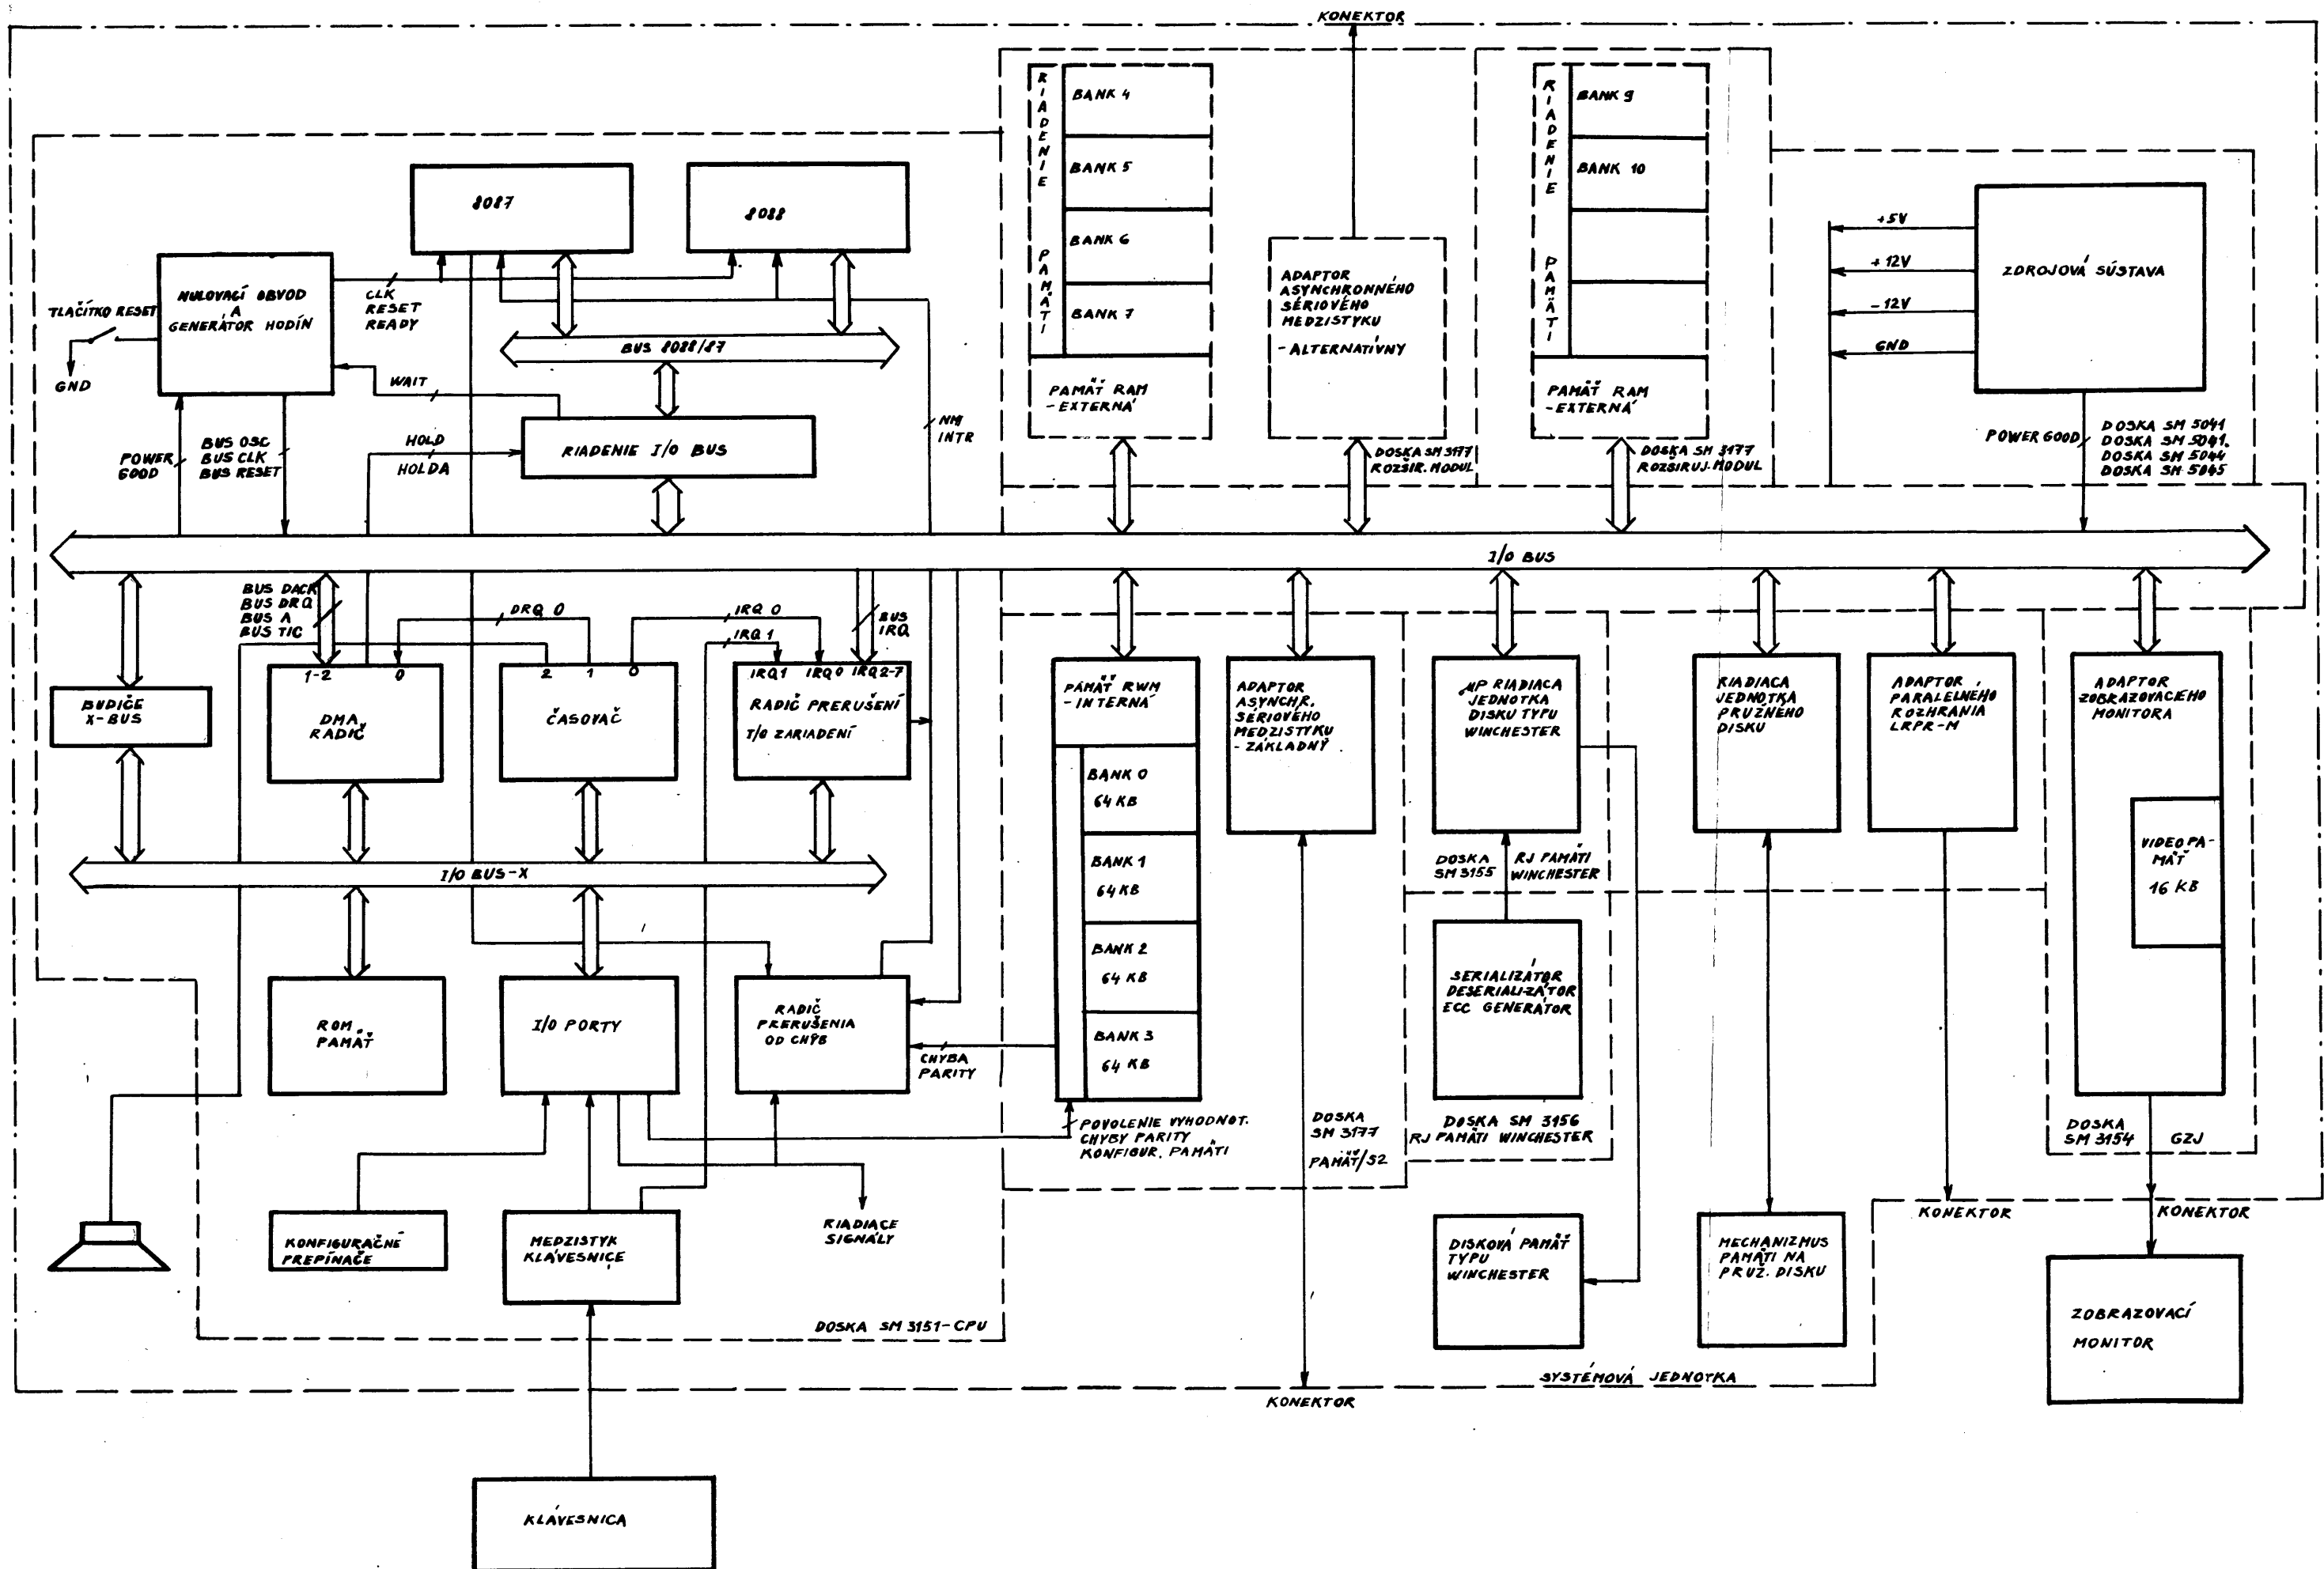 KONEKTOR
RIADENIE PAMÄTI
BANK 4
BANK 5
BANK 6
BANK 7
PAMÄŤ RAM
- EXTERNÁ
ADAPTOR
ASYNCHRONNÉHO
SÉRIOVÉHO
MEDZISTYKU
- ALTERNATÍVNY
DOSKA SM 3177
ROZŠIR. MODUL
RIADENIE PAMÄTI
BANK 9
BANK 10
PAMÄŤ RAM
- EXTERNÁ
DOSKA SM 3177
ROZŠIRUJ. MODUL
+5V
+12V
-12V
GND
ZDROJOVÁ SÚSTAVA
POWER GOOD
DOSKA SM 5041
DOSKA SM 5041.
DOSKA SM 5044
DOSKA SM 5045
8087
8088
NULOVACÍ OBVOD
A
GENERÁTOR HODÍN
TLAČÍTKO RESET
GND
CLK
RESET
READY
BUS 8088/87
WAIT
RIADENIE I/O BUS
HOLD
HOLDA
NMI
INTR
POWER
GOOD
BUS OSC
BUS CLK
BUS RESET
I/O BUS
BUS DACK
BUS DRQ
BUS A
BUS T/C
DRQ 0
IRQ 0
IRQ 1
BUS
IRQ
BUDIČE
X-BUS
1-2
0
DMA
RADIČ
2
1
0
ČASOVAČ
IRQ1
IRQ0
IRQ2-7
RADIČ PRERUŠENÍ
I/O ZARIADENÍ
I/O BUS-X
ROM
PAMÄŤ
I/O PORTY
RADIČ
PRERUŠENIA
OD CHÝB
CHYBA
PARITY
PAMÄŤ RWM
- INTERNÁ
BANK 0
64 KB
BANK 1
64 KB
BANK 2
64 KB
BANK 3
64 KB
POVOLENIE VYHODNOT.
CHYBY PARITY
KONFIGUR. PAMÄTI
ADAPTOR
ASYNCHR.
SÉRIOVÉHO
MEDZISTYKU
- ZÁKLADNÝ
DOSKA
SM 3177
PAMÄŤ/S2
KONEKTOR
µP RIADIACA
JEDNOTKA
DISKU TYPU
WINCHESTER
DOSKA
SM 3155
RJ PAMÄTI
WINCHESTER
SERIALIZÁTOR
DESERIALIZÁTOR
ECC GENERÁTOR
DOSKA SM 3156
RJ PAMÄTI WINCHESTER
DISKOVÁ PAMÄŤ
TYPU
WINCHESTER
RIADIACA
JEDNOTKA
PRUŽNÉHO
DISKU
MECHANIZMUS
PAMÄTI NA
PRUŽ. DISKU
ADAPTOR
PARALELNÉHO
ROZHRANIA
LRPR-M
KONEKTOR
ADAPTOR
ZOBRAZOVACIEHO
MONITORA
VIDEOPA-
MÄŤ
16 KB
DOSKA
SM 3154
GZJ
KONEKTOR
ZOBRAZOVACÍ
MONITOR
KONFIGURAČNÉ
PREPÍNAČE
MEDZISTYK
KLÁVESNICE
RIADIACE
SIGNÁLY
DOSKA SM 3151-CPU
SYSTÉMOVÁ JEDNOTKA
KLÁVESNICA